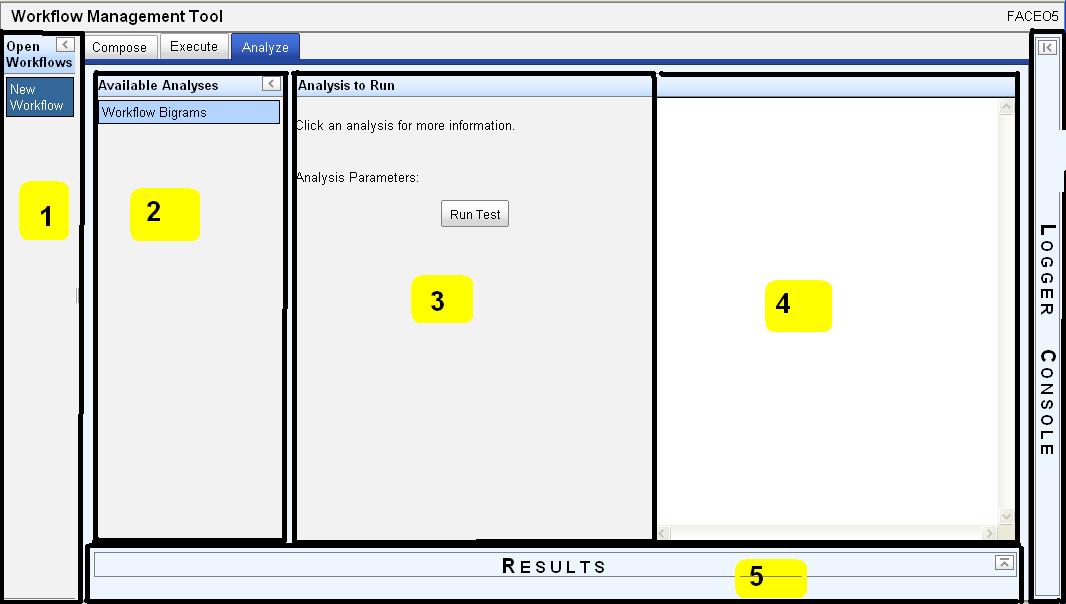 Workflow Management Tool
FACEO5
Open
Workflows
Compose
Execute
Analyze
New
Workflow
Available Analyses
Workflow Bigrams
Analysis to Run
Click an analysis for more information.
Analysis Parameters:
Run Test
1
2
3
4
LOGGER CONSOLE
RESULTS
5